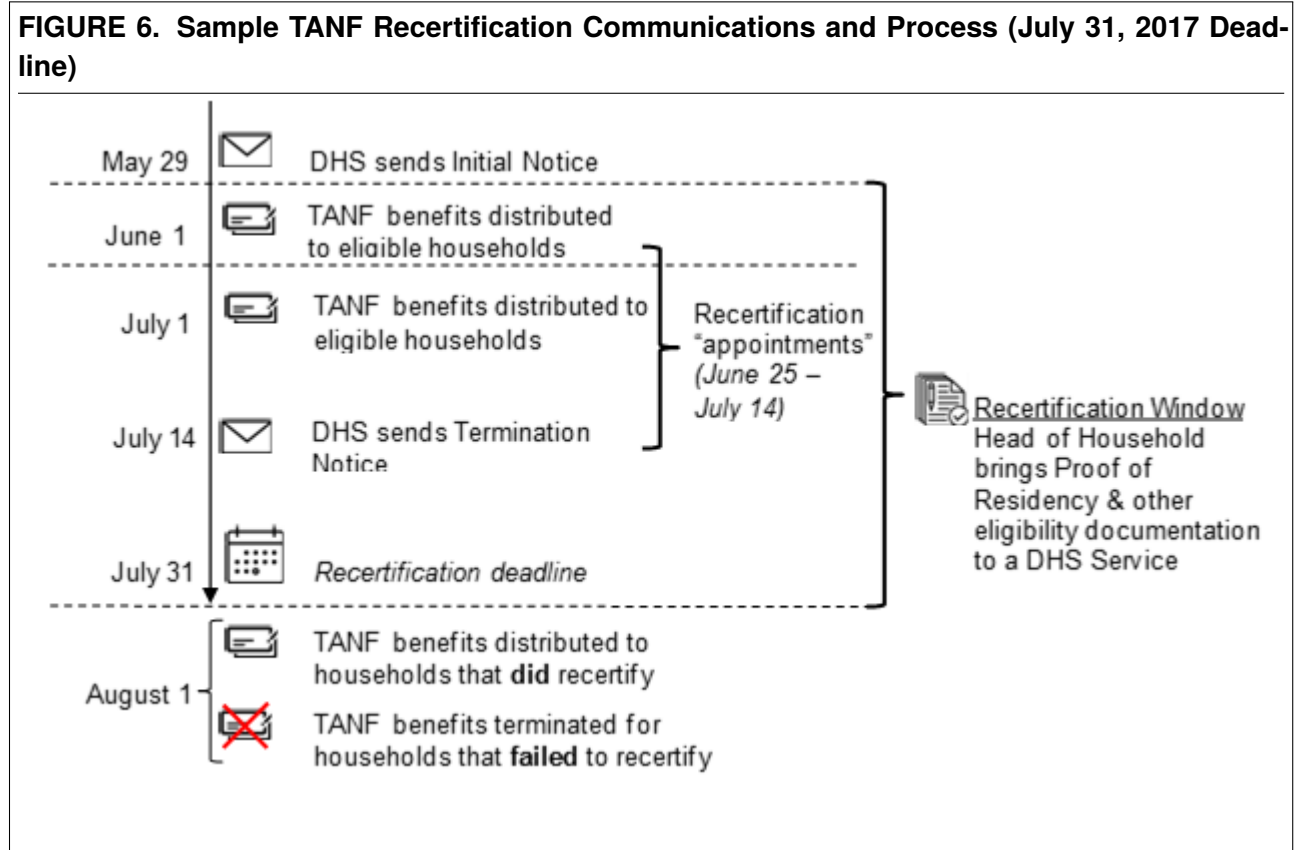 FIGURE 6. Sample TANF Recertification Communications and Process (July 31, 2017 Dead-
line)
May 29
DHS sends Initial Notice
June 1
TANF benefits distributed
to eligible households
July 1
TANF benefits distributed to
eligible households
Recertification
“appointments”
(June 25 –
July 14)
July 14
DHS sends Termination
Notice
Recertification Window
Head of Household
brings Proof of
Residency & other
eligibility documentation
to a DHS Service
July 31
Recertification deadline
August 1
TANF benefits distributed to
households that did recertify
TANF benefits terminated for
households that failed to recertify